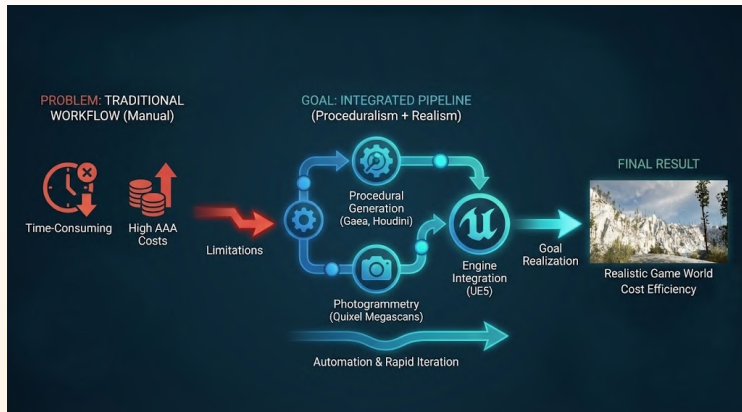 PROBLEM: TRADITIONAL
WORKFLOW (Manual)
Time-Consuming
High AAA
Costs
Limitations
GOAL: INTEGRATED PIPELINE
(Proceduralism + Realism)
Procedural
Generation
(Gaea, Houdini)
Photogrammetry
(Quixel Megascans)
Engine
Integration
(UE5)
Automation & Rapid Iteration
Goal
Realization
FINAL RESULT
Realistic Game World
Cost Efficiency